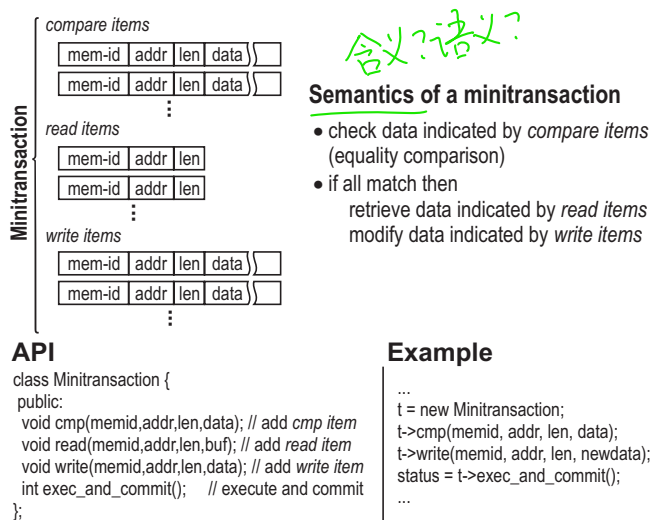 compare items
mem-id addr len data
mem-id addr len data
read items
mem-id addr len
mem-id addr len
write items
mem-id addr len data
mem-id addr len data
Minitransaction
含义?语义?
Semantics of a minitransaction
• check data indicated by compare items
(equality comparison)
• if all match then
retrieve data indicated by read items
modify data indicated by write items
API
class Minitransaction {
public:
void cmp(memid,addr,len,data); // add cmp item
void read(memid,addr,len,buf); // add read item
void write(memid,addr,len,data); // add write item
int exec_and_commit(); // execute and commit
};
Example
...
t = new Minitransaction;
t->cmp(memid, addr, len, data);
t->write(memid, addr, len, newdata);
status = t->exec_and_commit();
...